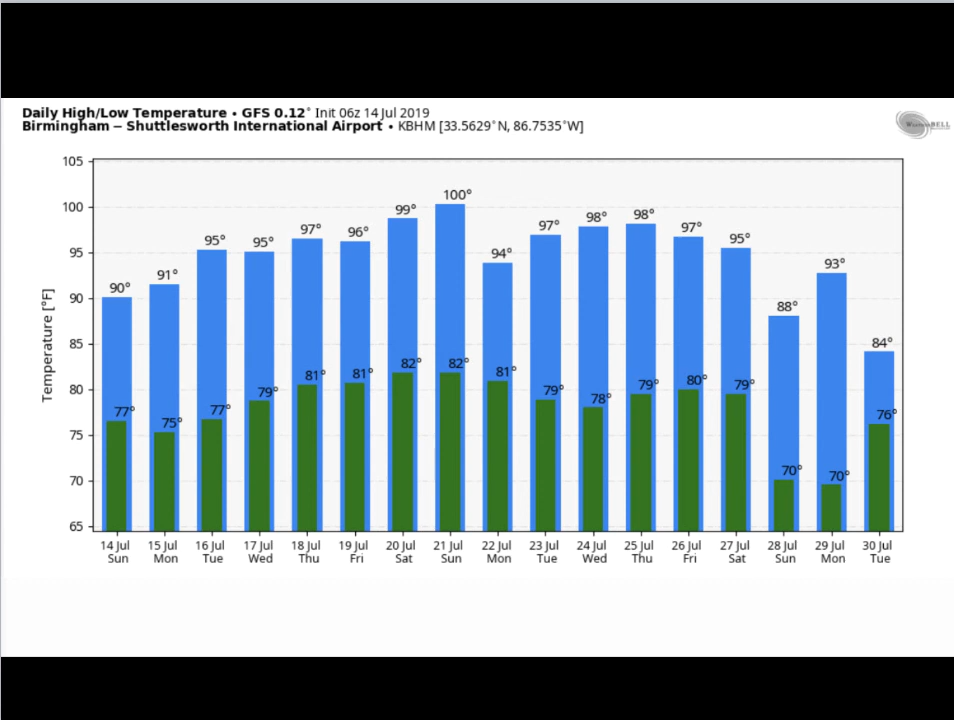 Daily High/Low Temperature • GFS 0.12° Init 06z 14 Jul 2019
Birmingham – Shuttlesworth International Airport • KBHM [33.5629°N, 86.7535°W]
WeatherBELL
Temperature [°F]
105
100
95
90
85
80
75
70
65
90° 91° 95° 95° 97° 96° 99° 100° 94° 97° 98° 98° 97° 95° 88° 93° 84°
77° 75° 77° 79° 81° 81° 82° 82° 81° 79° 78° 79° 80° 79° 70° 70° 76°
14 Jul 15 Jul 16 Jul 17 Jul 18 Jul 19 Jul 20 Jul 21 Jul 22 Jul 23 Jul 24 Jul 25 Jul 26 Jul 27 Jul 28 Jul 29 Jul 30 Jul
Sun Mon Tue Wed Thu Fri Sat Sun Mon Tue Wed Thu Fri Sat Sun Mon Tue